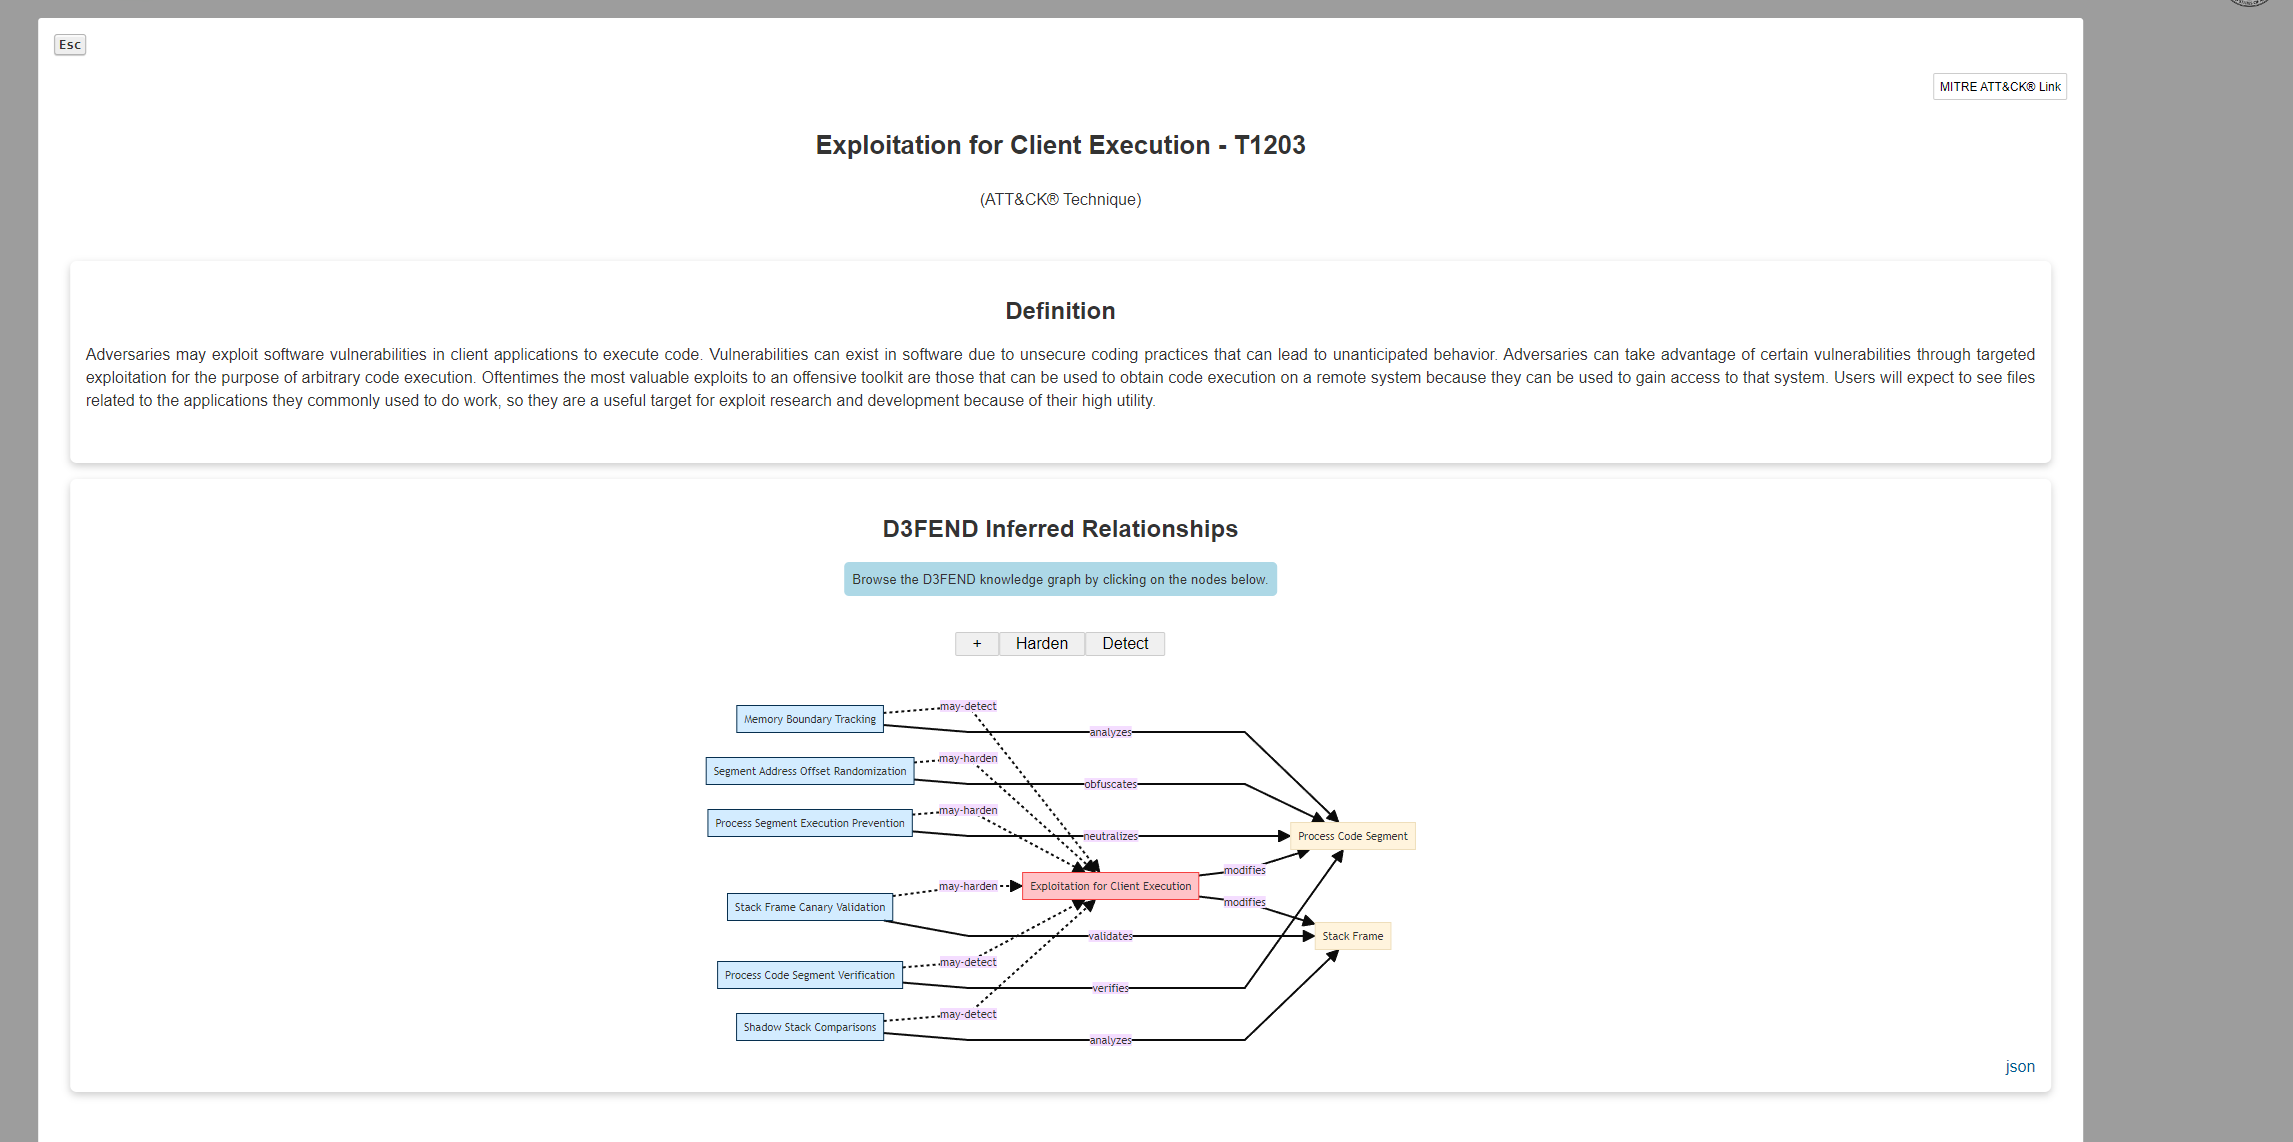 Esc
MITRE ATT&CK® Link
Exploitation for Client Execution - T1203
(ATT&CK® Technique)
Definition
Adversaries may exploit software vulnerabilities in client applications to execute code. Vulnerabilities can exist in software due to unsecure coding practices that can lead to unanticipated behavior. Adversaries can take advantage of certain vulnerabilities through targeted
exploitation for the purpose of arbitrary code execution. Oftentimes the most valuable exploits to an offensive toolkit are those that can be used to obtain code execution on a remote system because they can be used to gain access to that system. Users will expect to see files
related to the applications they commonly used to do work, so they are a useful target for exploit research and development because of their high utility.
D3FEND Inferred Relationships
Browse the D3FEND knowledge graph by clicking on the nodes below.
+ Harden Detect
may-detect
Memory Boundary Tracking
analyzes
may-harden
Segment Address Offset Randomization
obfuscates
may-harden
Process Segment Execution Prevention
neutralizes
Process Code Segment
modifies
may-harden
Exploitation for Client Execution
modifies
Stack Frame Canary Validation
validates
Stack Frame
may-detect
Process Code Segment Verification
verifies
may-detect
Shadow Stack Comparisons
analyzes
json